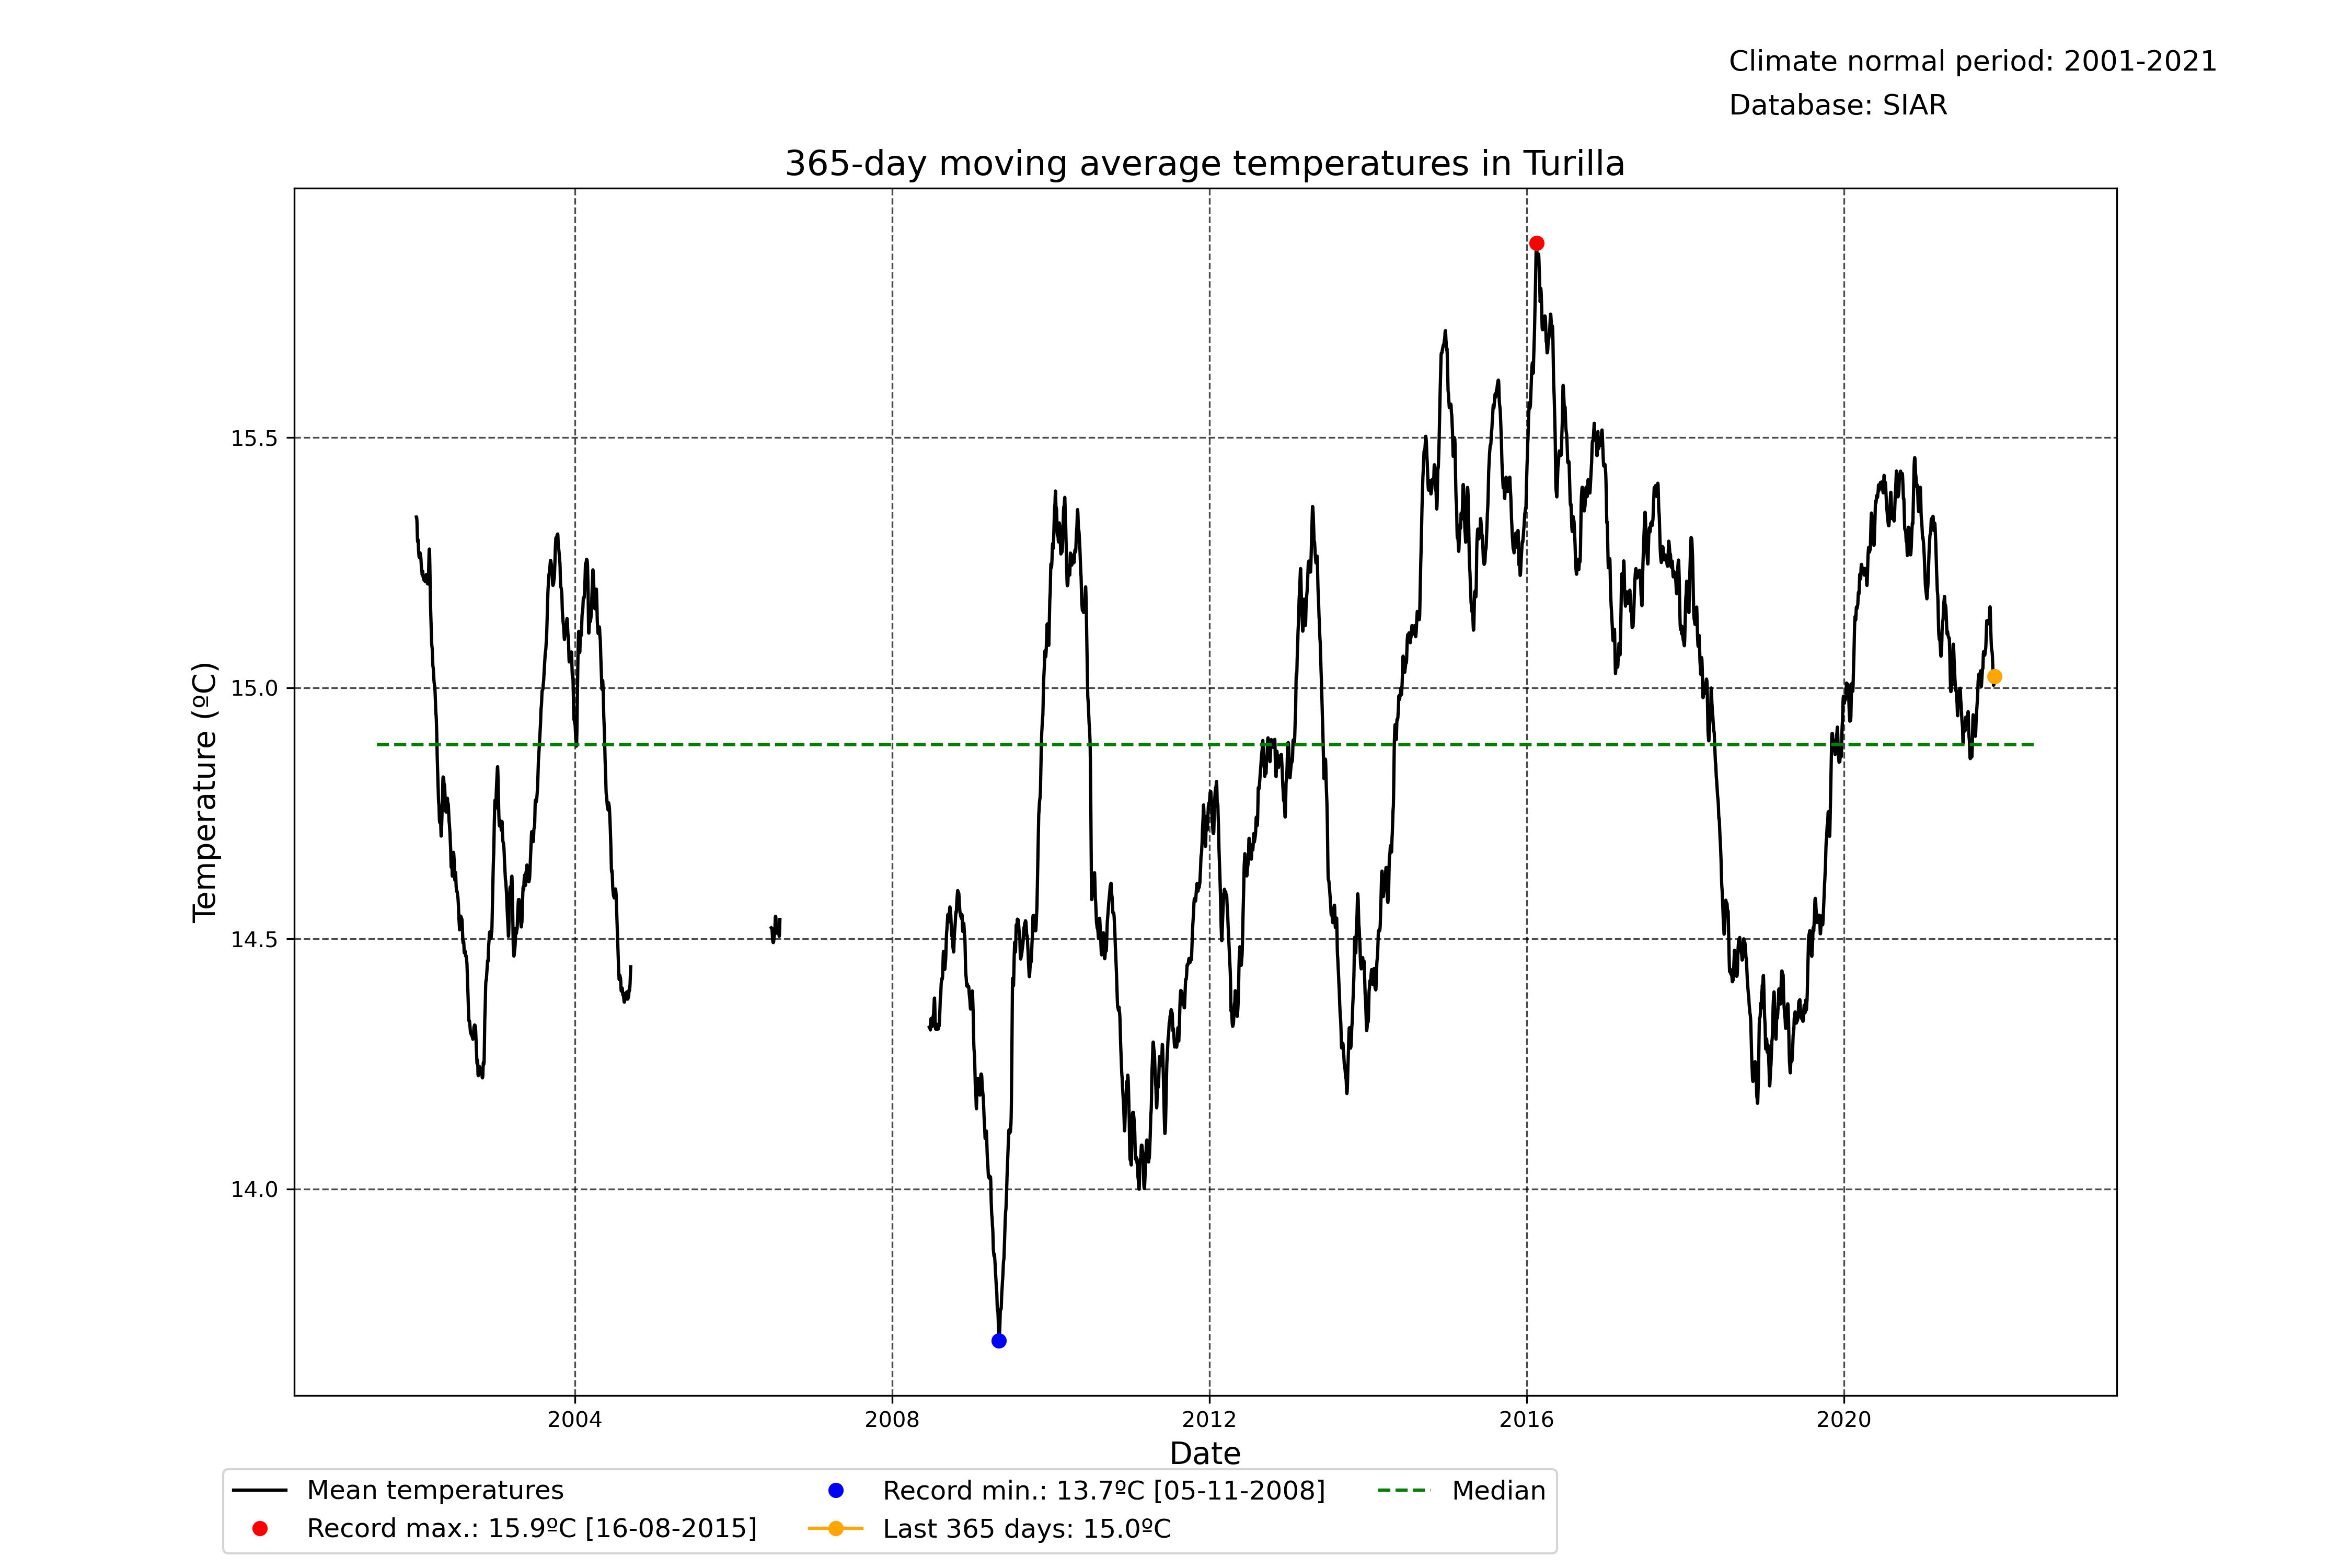 Climate normal period: 2001-2021
Database: SIAR
365-day moving average temperatures in Turilla
Temperature (ºC)
15.5
15.0
14.5
14.0
2004
2008
2012
2016
2020
Date
Mean temperatures
Record max.: 15.9ºC [16-08-2015]
Record min.: 13.7ºC [05-11-2008]
Last 365 days: 15.0ºC
Median